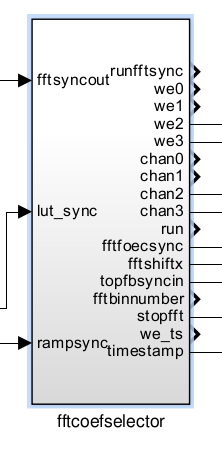 runfftsync
fftsyncout
we0
we1
we2
we3
chan0
chan1
chan2
lut_sync
chan3
run
fftfoecsync
fftshiftx
topfbsyncin
fftbinnumber
stopfft
we_ts
rampsync
timestamp
fftcoefselector